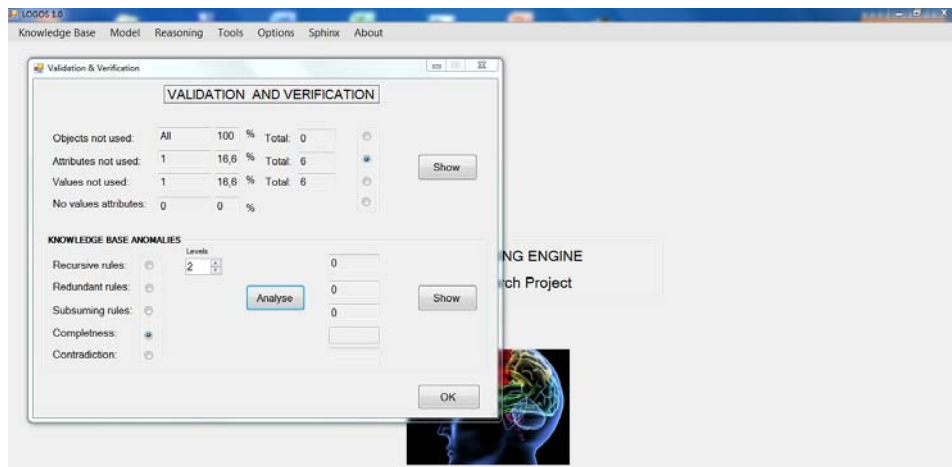 LOGOS 1.0
Knowledge Base Model Reasoning Tools Options Sphinx About
Validation & Verification
VALIDATION AND VERIFICATION
Objects not used: All 100 % Total: 0
Attributes not used: 1 16,6 % Total: 6
Show
Values not used: 1 16,6 % Total: 6
No values attributes: 0 0 %
KNOWLEDGE BASE ANOMALIES
Levels
Recursive rules: 2 0
NG ENGINE
Redundant rules: 0
rch Project
Analyse Show
Subsuming rules: 0
Completness:
Contradiction:
OK